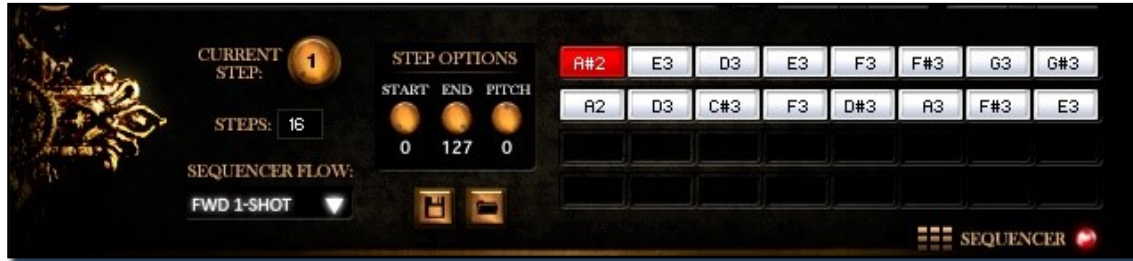 CURRENT
STEP:
1
STEPS: 16
SEQUENCER FLOW:
FWD 1-SHOT
STEP OPTIONS
START END PITCH
0 127 0
A#2 E3 D3 E3 F3 F#3 G3 G#3
A2 D3 C#3 F3 D#3 A3 F#3 E3
SEQUENCER